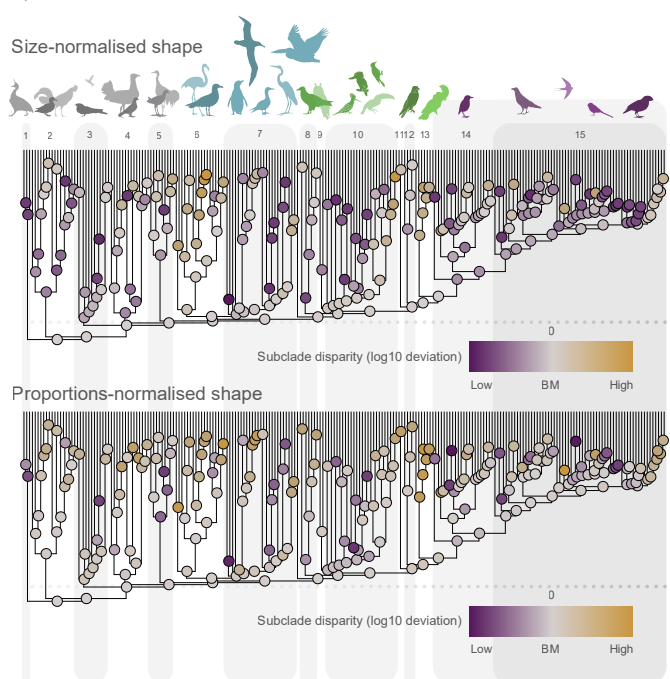 Size-normalised shape
1 2 3 4 5 6 7 8 9 10 11 12 13 14 15
0
Subclade disparity (log10 deviation)
Low BM High
Proportions-normalised shape
0
Subclade disparity (log10 deviation)
Low BM High